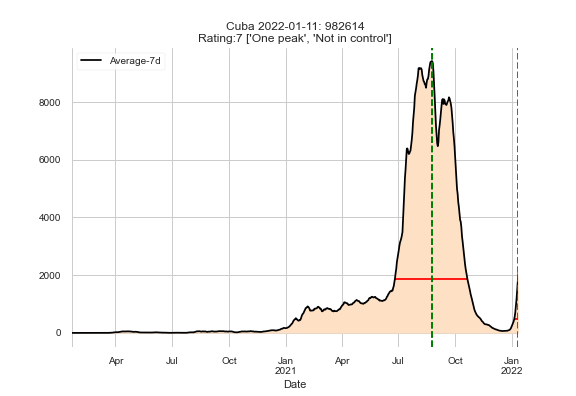 Cuba 2022-01-11: 982614
Rating:7 ['One peak', 'Not in control']
Average-7d
8000
6000
4000
2000
0
Apr
Jul
Oct
Jan
2021
Apr
Jul
Oct
Jan
2022
Date